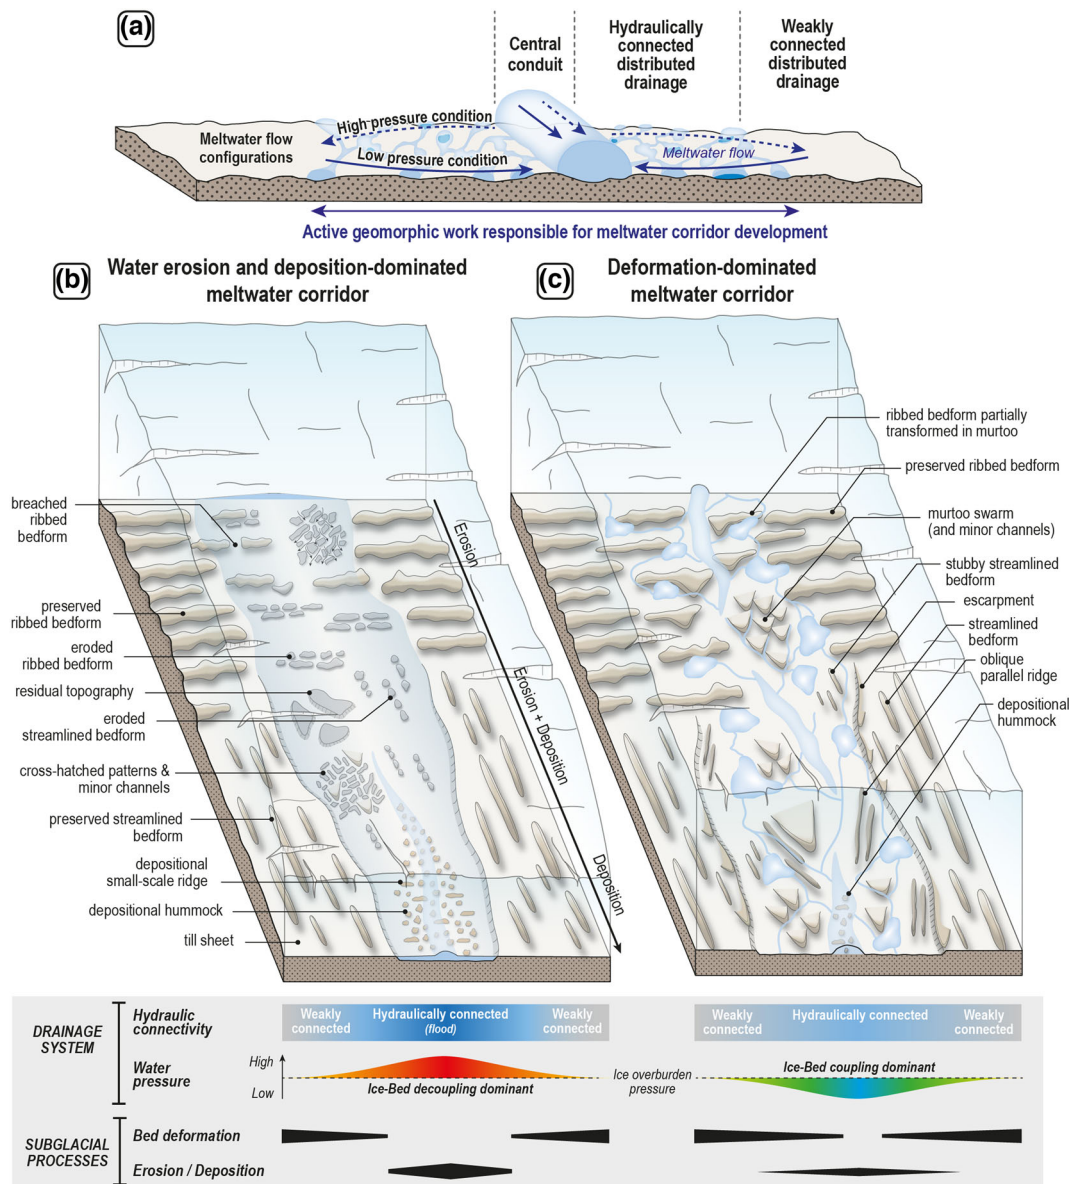 (a)
Central
conduit
Hydraulically
connected
distributed
drainage
Weakly
connected
distributed
drainage
Meltwater flow
configurations
High pressure condition
Low pressure condition
Meltwater flow
Active geomorphic work responsible for meltwater corridor development
(b)
Water erosion and deposition-dominated
meltwater corridor
(c)
Deformation-dominated
meltwater corridor
breached
ribbed
bedform
preserved
ribbed bedform
eroded
ribbed bedform
residual topography
eroded
streamlined bedform
cross-hatched patterns &
minor channels
preserved streamlined
bedform
depositional
small-scale ridge
depositional hummock
till sheet
Erosion
Erosion + Deposition
Deposition
ribbed bedform partially
transformed in murtoo
preserved ribbed bedform
murtoo swarm
(and minor channels)
stubby streamlined
bedform
escarpment
streamlined
bedform
oblique
parallel ridge
depositional
hummock
DRAINAGE
SYSTEM
Hydraulic
connectivity
Weakly
connected
Hydraulically connected
(flood)
Weakly
connected
Weakly
connected
Hydraulically connected
Weakly
connected
Water
pressure
High
Low
Ice-Bed decoupling dominant
Ice overburden
pressure
Ice-Bed coupling dominant
SUBGLACIAL
PROCESSES
Bed deformation
Erosion / Deposition